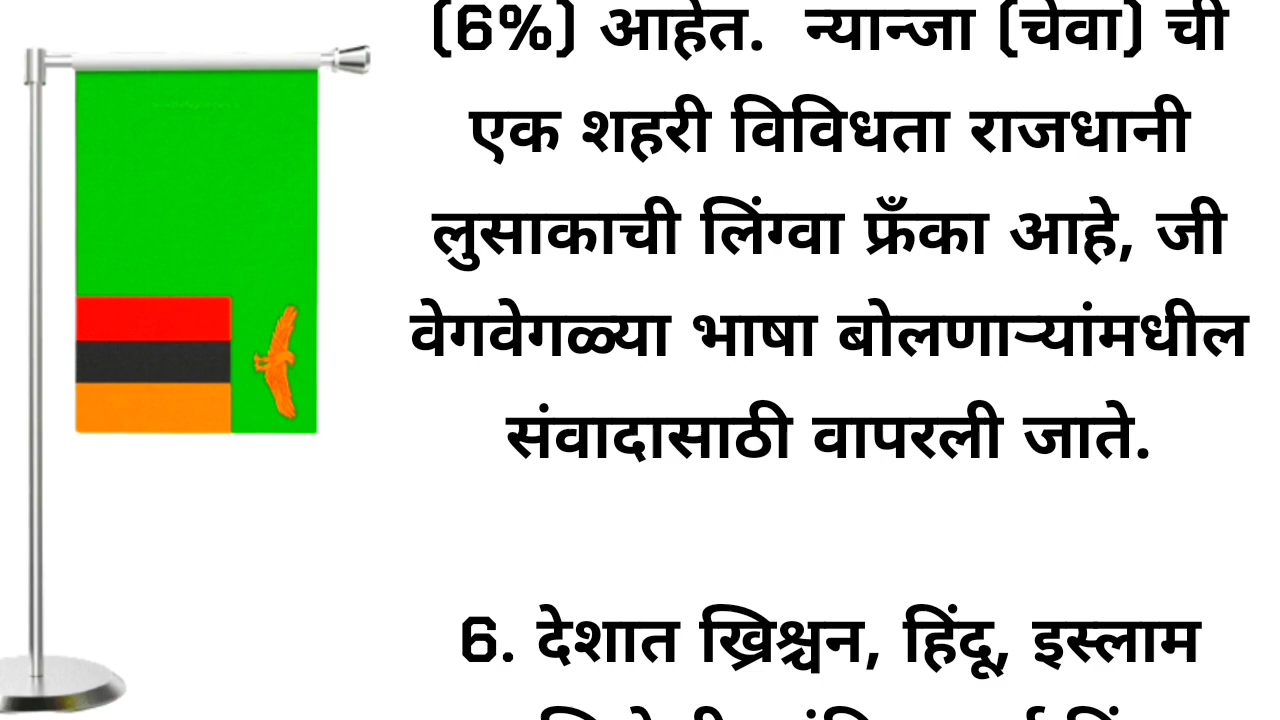 (6%) आहेत. न्यान्जा (चेवा) ची
एक शहरी विविधता राजधानी
लुसाकाची लिंग्वा फ्रँका आहे, जी
वेगवेगळ्या भाषा बोलणाऱ्यांमधील
संवादासाठी वापरली जाते.
6. देशात ख्रिश्चन, हिंदू, इस्लाम